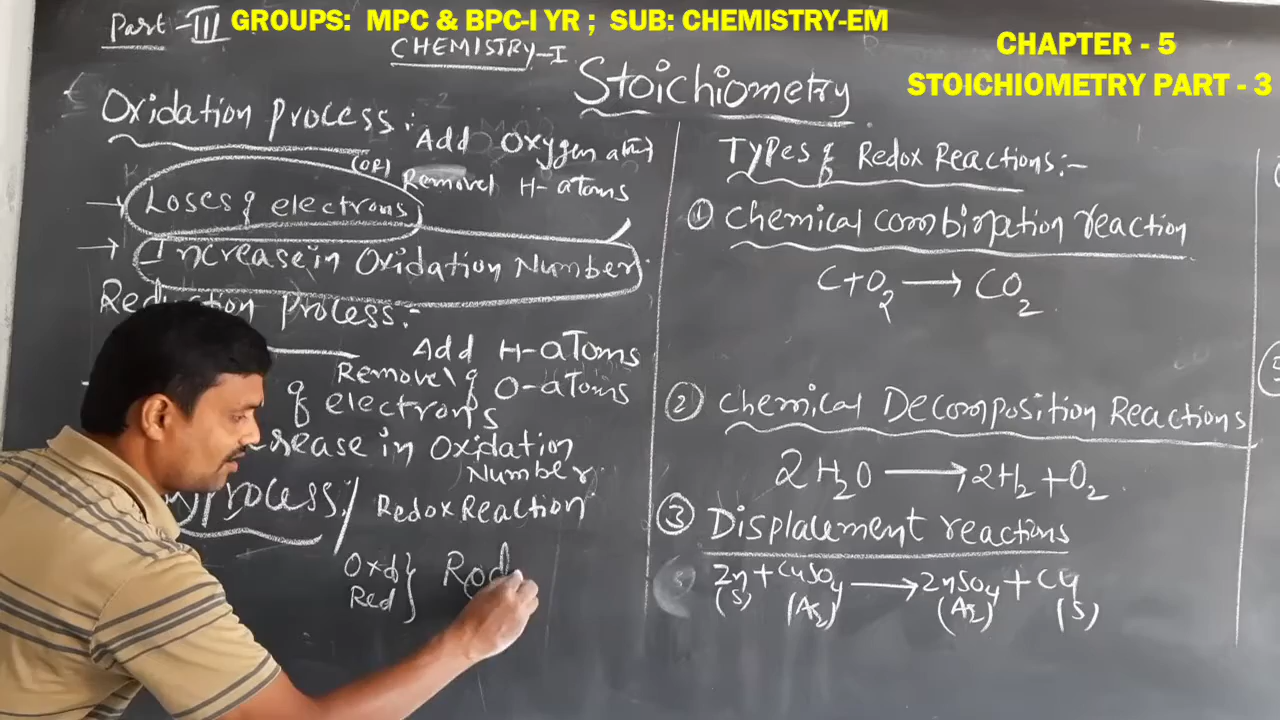 GROUPS: MPC & BPC-I YR ; SUB: CHEMISTRY-EM
CHAPTER - 5
STOICHIOMETRY PART - 3
Part - III
CHEMISTRY-I
Stoichiometry
Oxidation process:
Add Oxygen atm
(OR)
Removel H-atoms
→ Loses of electrons
→ Increase in Oxidation Number
Reduction process:-
Add H-aToms
Removel of O-atoms
of electrons
rease in Oxidation
Number
process / Redox Reaction
Oxd
Red } Red
Types of Redox Reactions:-
① Chemical combination reaction
C+O2 → CO2
② Chemical Decomposition Reactions
2H2O → 2H2+O2
③ Displacement reactions
Zn+CuSO4 → ZnSO4+Cu
(S) (Aq) (Aq) (S)